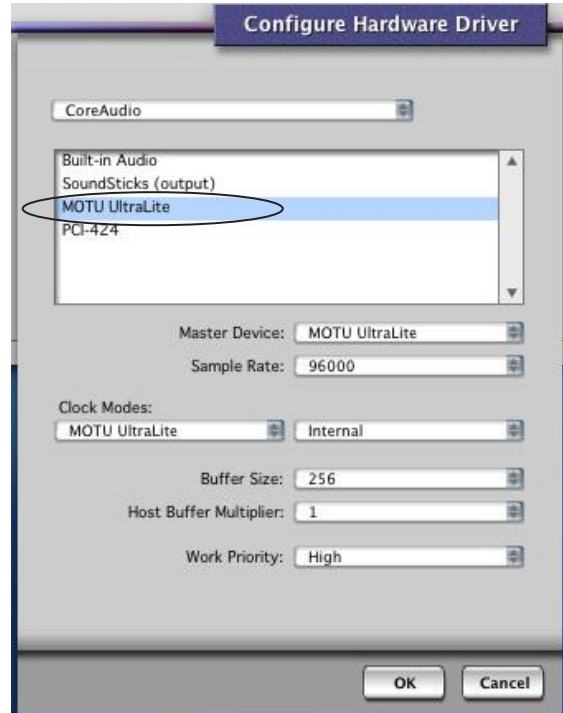 Configure Hardware Driver
CoreAudio
Built-in Audio
SoundSticks (output)
MOTU UltraLite
PCI-424
Master Device: MOTU UltraLite
Sample Rate: 96000
Clock Modes:
MOTU UltraLite Internal
Buffer Size: 256
Host Buffer Multiplier: 1
Work Priority: High
OK Cancel